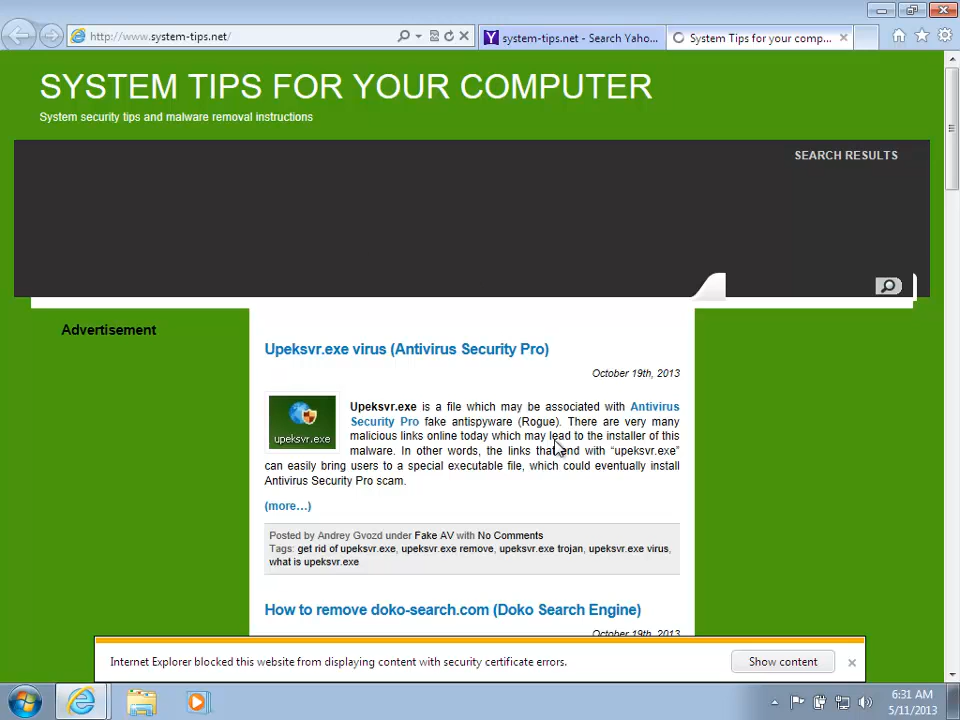 http://www.system-tips.net/
system-tips.net - Search Yaho...
System Tips for your comp...
SYSTEM TIPS FOR YOUR COMPUTER
System security tips and malware removal instructions
SEARCH RESULTS
Advertisement
Upeksvr.exe virus (Antivirus Security Pro)
October 19th, 2013
upeksvr.exe
Upeksvr.exe is a file which may be associated with Antivirus
Security Pro fake antispyware (Rogue). There are very many
malicious links online today which may lead to the installer of this
malware. In other words, the links that end with “upeksvr.exe”
can easily bring users to a special executable file, which could eventually install
Antivirus Security Pro scam.
(more…)
Posted by Andrey Gvozd under Fake AV with No Comments
Tags: get rid of upeksvr.exe, upeksvr.exe remove, upeksvr.exe trojan, upeksvr.exe virus,
what is upeksvr.exe
How to remove doko-search.com (Doko Search Engine)
October 19th, 2013
Internet Explorer blocked this website from displaying content with security certificate errors.
Show content
6:31 AM
5/11/2013